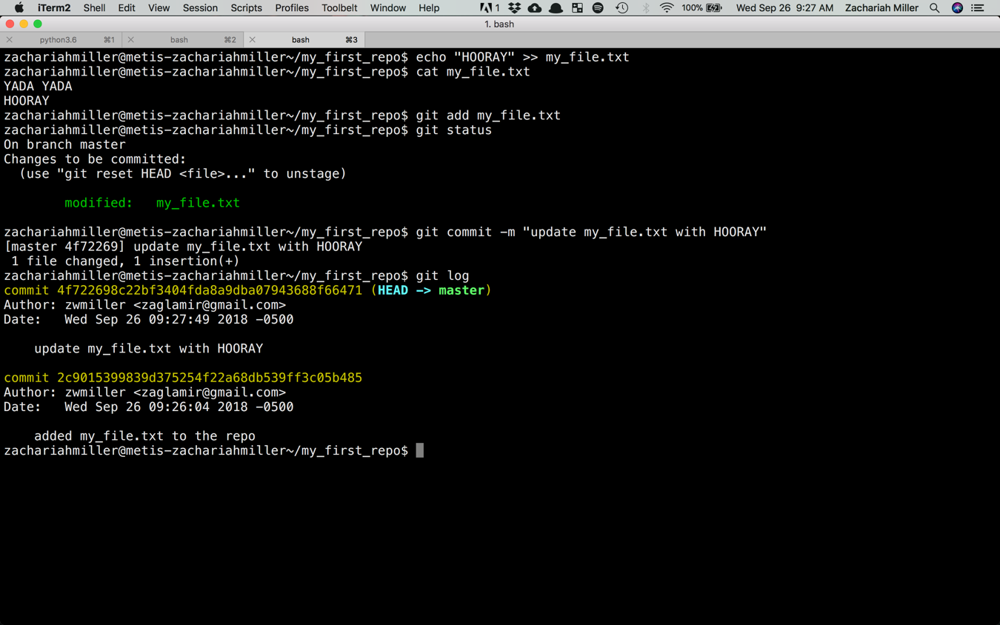 iTerm2 Shell Edit View Session Scripts Profiles Toolbelt Window Help 1 100% Wed Sep 26 9:27 AM Zachariah Miller
1. bash
python3.6 ⌘1 bash ⌘2 bash ⌘3
zachariahmiller@metis-zachariahmiller~/my_first_repo$ echo "HOORAY" >> my_file.txt
zachariahmiller@metis-zachariahmiller~/my_first_repo$ cat my_file.txt
YADA YADA
HOORAY
zachariahmiller@metis-zachariahmiller~/my_first_repo$ git add my_file.txt
zachariahmiller@metis-zachariahmiller~/my_first_repo$ git status
On branch master
Changes to be committed:
  (use "git reset HEAD <file>..." to unstage)
        modified:   my_file.txt
zachariahmiller@metis-zachariahmiller~/my_first_repo$ git commit -m "update my_file.txt with HOORAY"
[master 4f72269] update my_file.txt with HOORAY
 1 file changed, 1 insertion(+)
zachariahmiller@metis-zachariahmiller~/my_first_repo$ git log
commit 4f722698c22bf3404fda8a9dba07943688f66471 (HEAD -> master)
Author: zwmiller <zaglamir@gmail.com>
Date:   Wed Sep 26 09:27:49 2018 -0500
    update my_file.txt with HOORAY
commit 2c9015399839d375254f22a68db539ff3c05b485
Author: zwmiller <zaglamir@gmail.com>
Date:   Wed Sep 26 09:26:04 2018 -0500
    added my_file.txt to the repo
zachariahmiller@metis-zachariahmiller~/my_first_repo$